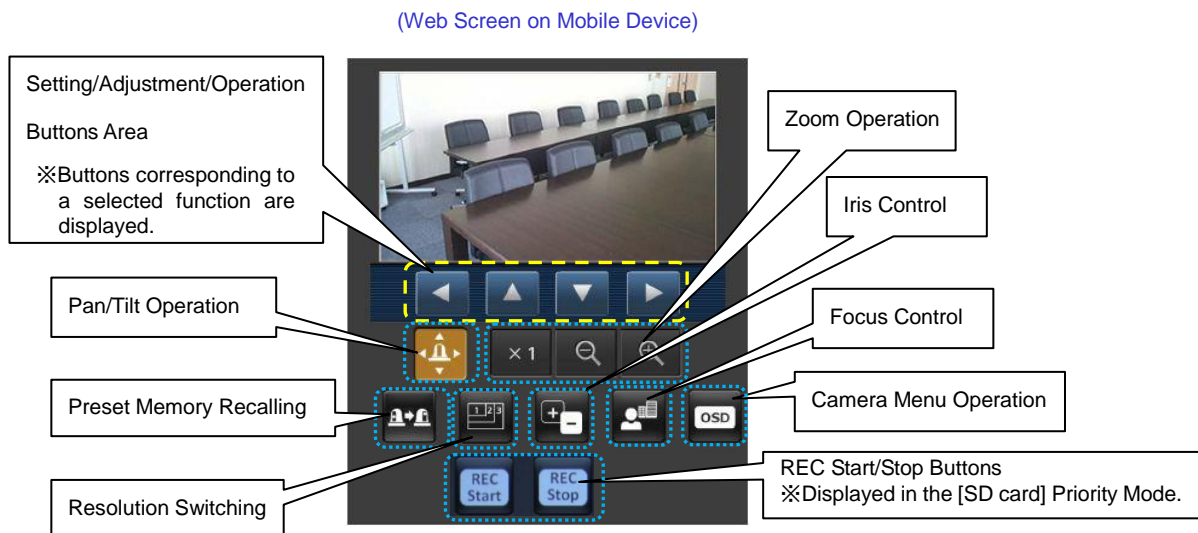 (Web Screen on Mobile Device)
Setting/Adjustment/Operation
Buttons Area
※Buttons corresponding to
a selected function are
displayed.
Zoom Operation
Iris Control
Pan/Tilt Operation
Focus Control
×1
Preset Memory Recalling
1 2 3
OSD
Camera Menu Operation
Resolution Switching
REC
Start
REC
Stop
REC Start/Stop Buttons
※Displayed in the [SD card] Priority Mode.